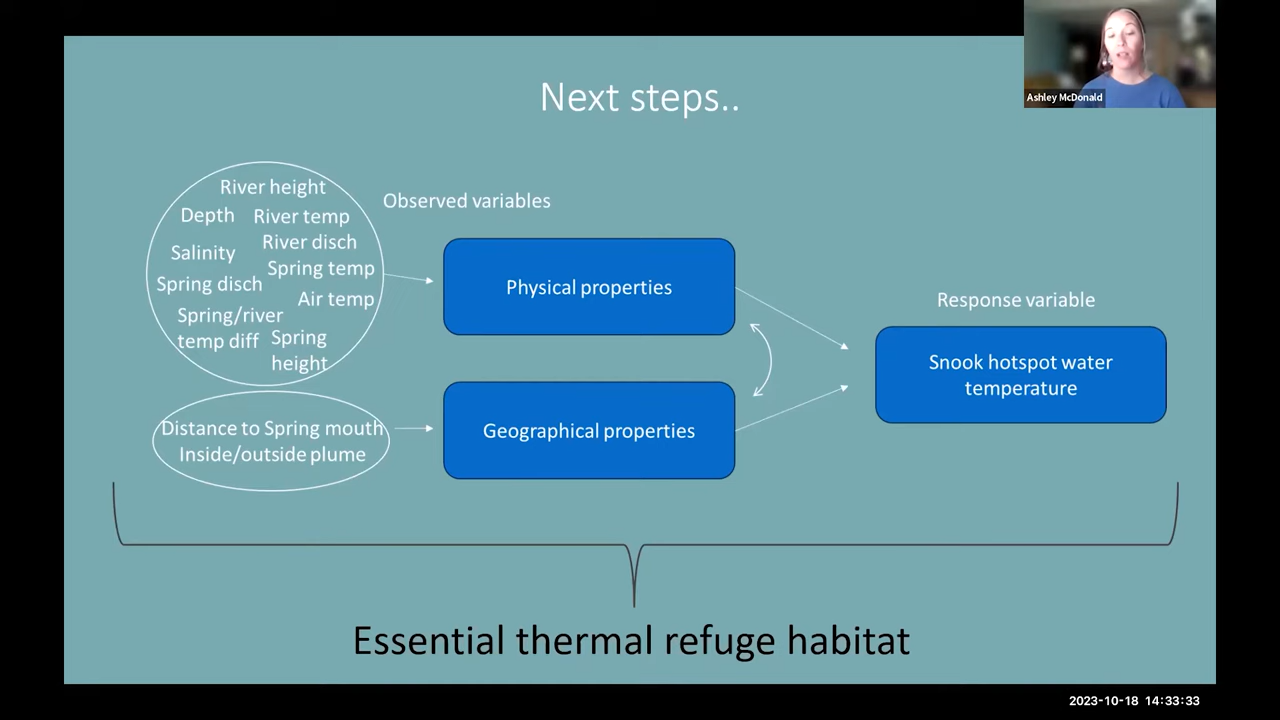 Ashley McDonald
Next steps..
River height
Depth
River temp
Salinity
River disch
Spring temp
Spring disch
Air temp
Spring/river
temp diff
Spring
height
Observed variables
Physical properties
Distance to Spring mouth
Inside/outside plume
Geographical properties
Response variable
Snook hotspot water
temperature
Essential thermal refuge habitat
2023-10-18 14:33:33